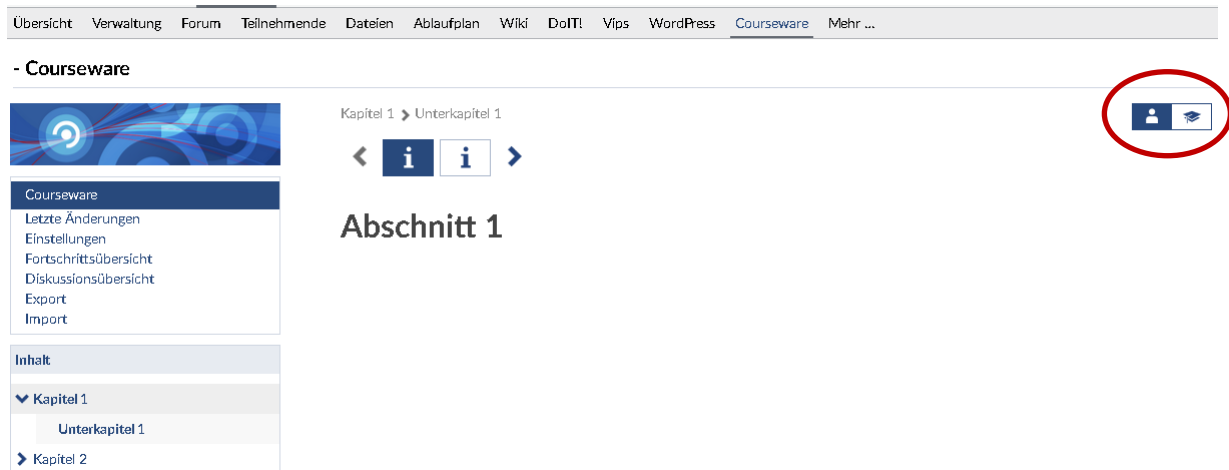 Übersicht Verwaltung Forum Teilnehmende Dateien Ablaufplan Wiki DoIT! Vips WordPress Courseware Mehr ...
- Courseware
Kapitel 1 > Unterkapitel 1
i i
Abschnitt 1
Courseware
Letzte Änderungen
Einstellungen
Fortschrittsübersicht
Diskussionsübersicht
Export
Import
Inhalt
Kapitel 1
Unterkapitel 1
Kapitel 2